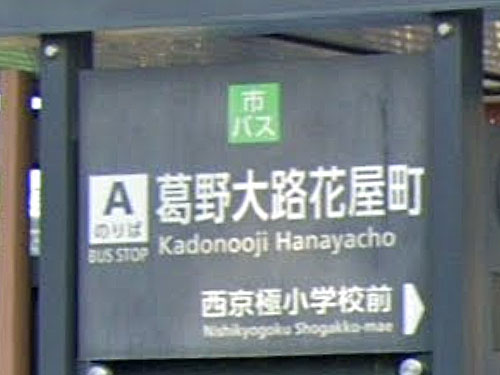 市
バス
A
のりば
BUS STOP
葛野大路花屋町
Kadonooji Hanayacho
西京極小学校前
Nishikyogoku Shogakko-mae